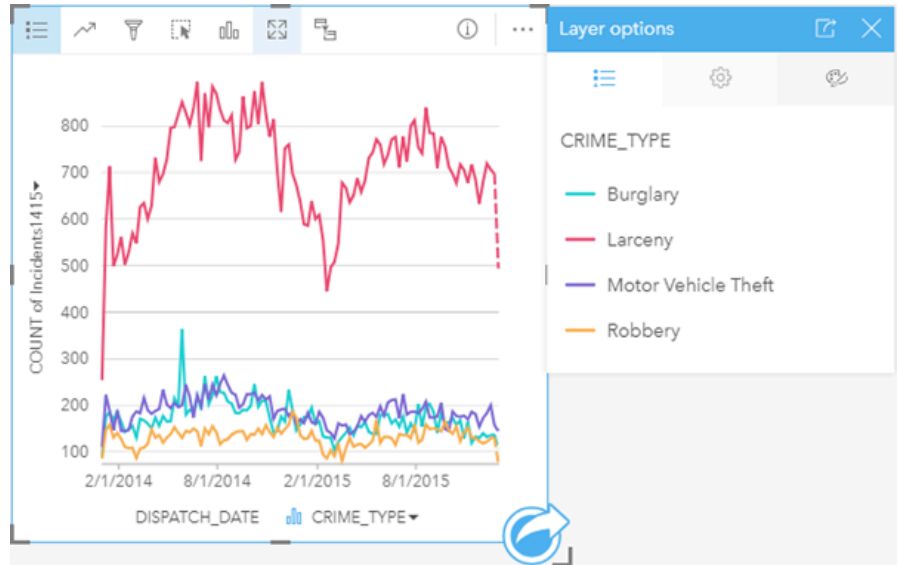 Layer options
CRIME_TYPE
Burglary
Larceny
Motor Vehicle Theft
Robbery
COUNT of Incidents1415
800
700
600
500
400
300
200
100
2/1/2014 8/1/2014 2/1/2015 8/1/2015
DISPATCH_DATE CRIME_TYPE